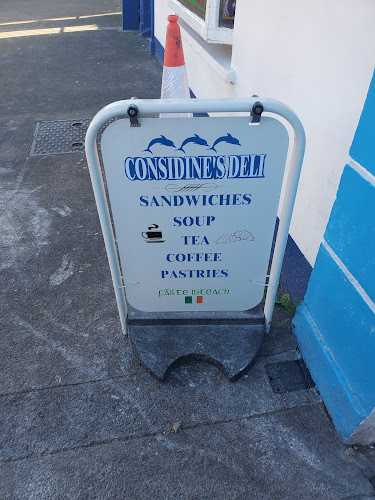 CONSIDINE'S DELI
SANDWICHES
SOUP
TEA
COFFEE
PASTRIES
FÁILTE ISTEACH